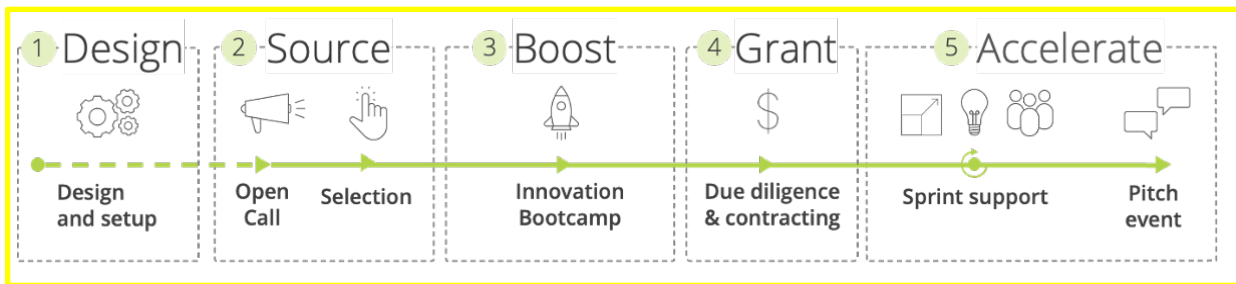 1 Design
2 Source
3 Boost
4 Grant
5 Accelerate
Design
and setup
Open
Call
Selection
Innovation
Bootcamp
Due diligence
& contracting
Sprint support
Pitch
event